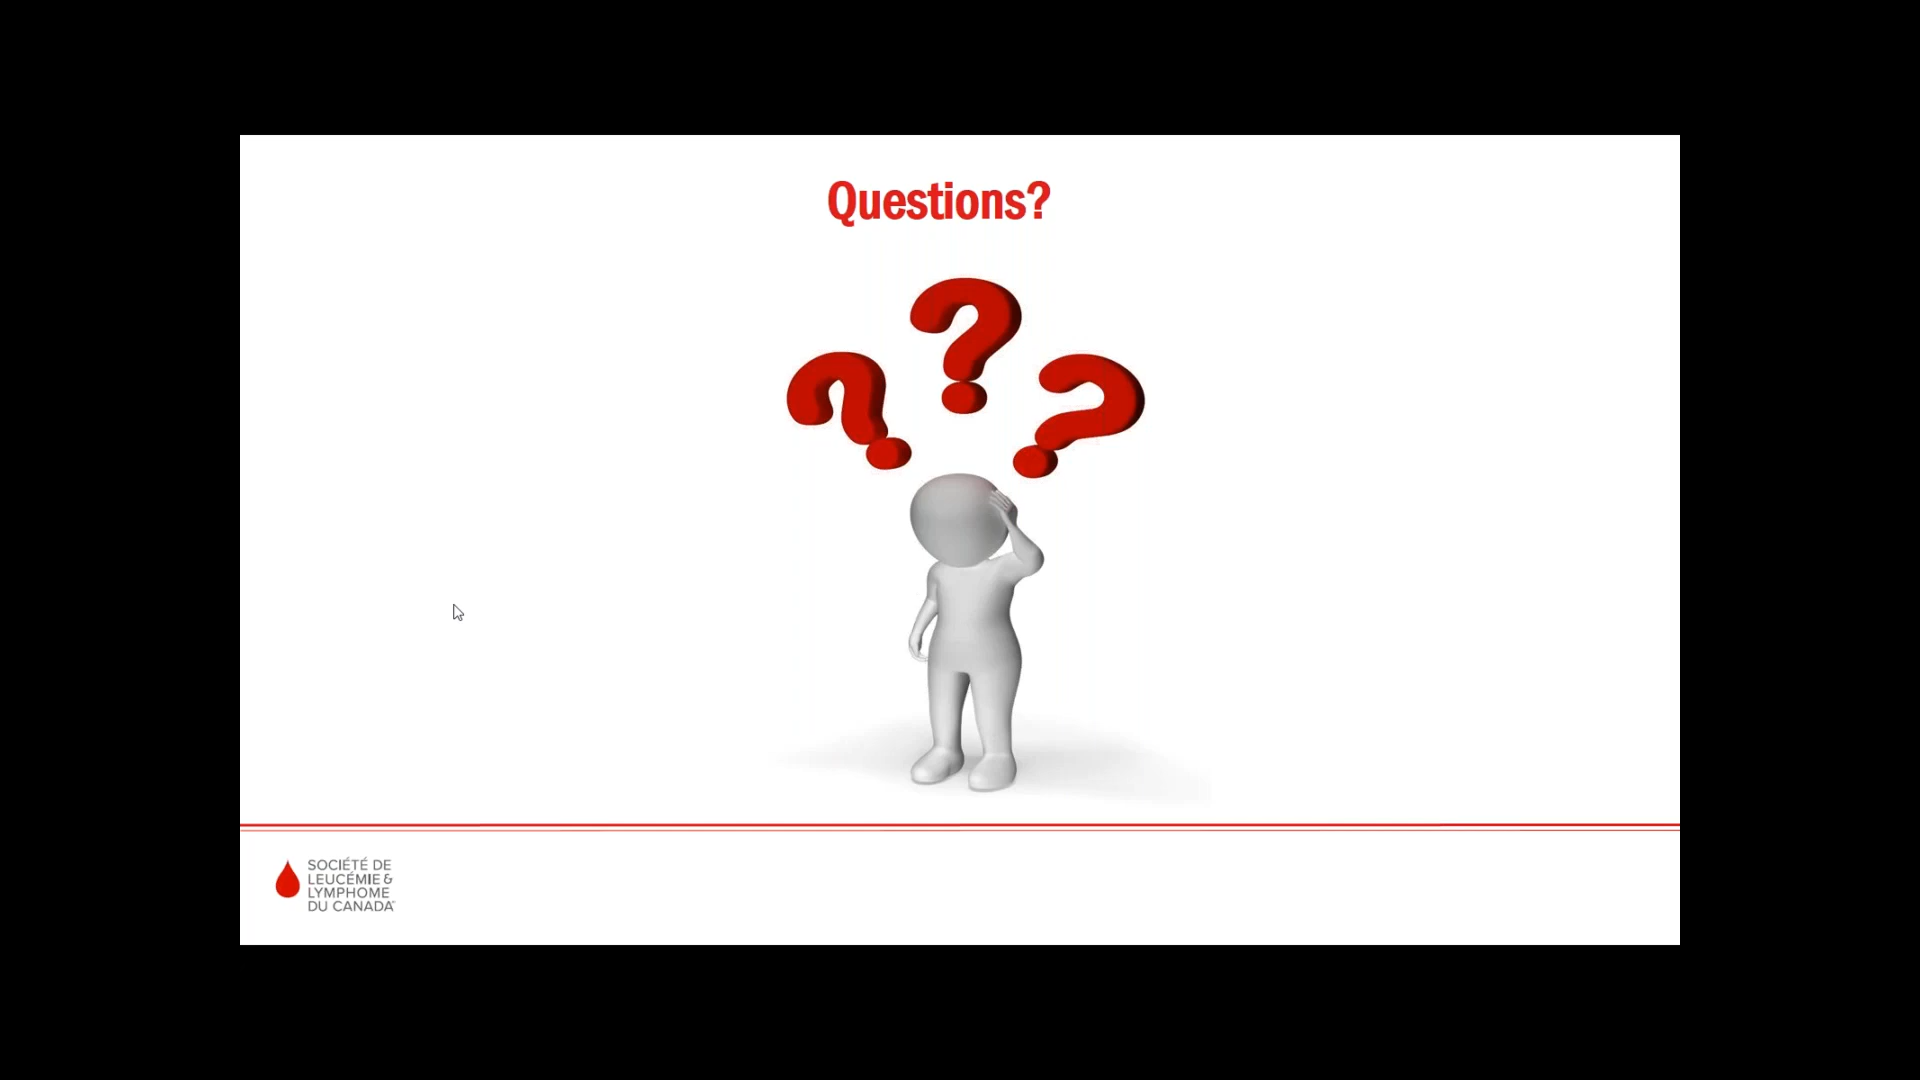 Questions?
SOCIÉTÉ DE
LEUCÉMIE &
LYMPHOME
DU CANADA